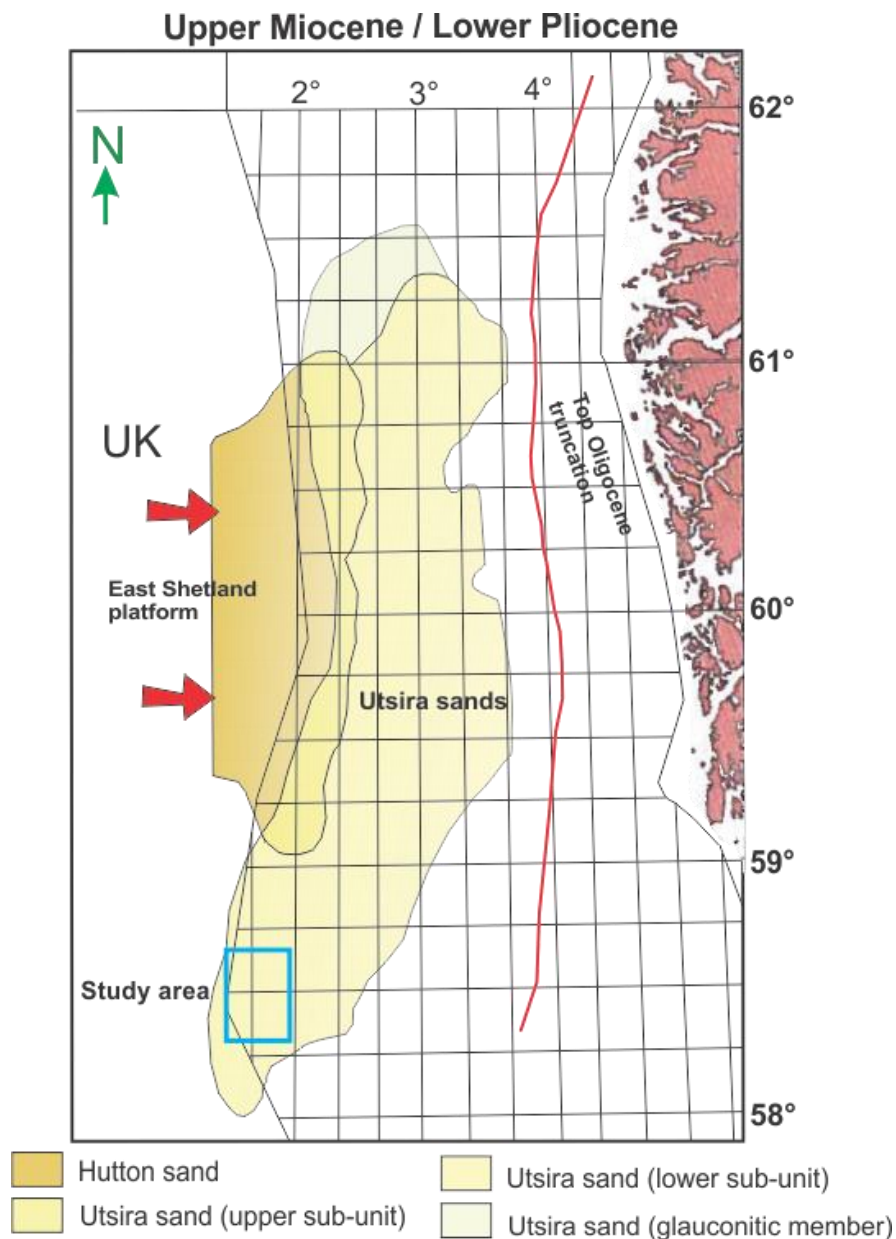 Upper Miocene / Lower Pliocene
2° 3° 4°
62°
N
61°
UK
Top Oligocene
truncation
East Shetland
platform
60°
Utsira sands
59°
Study area
58°
Hutton sand
Utsira sand (lower sub-unit)
Utsira sand (upper sub-unit)
Utsira sand (glauconitic member)